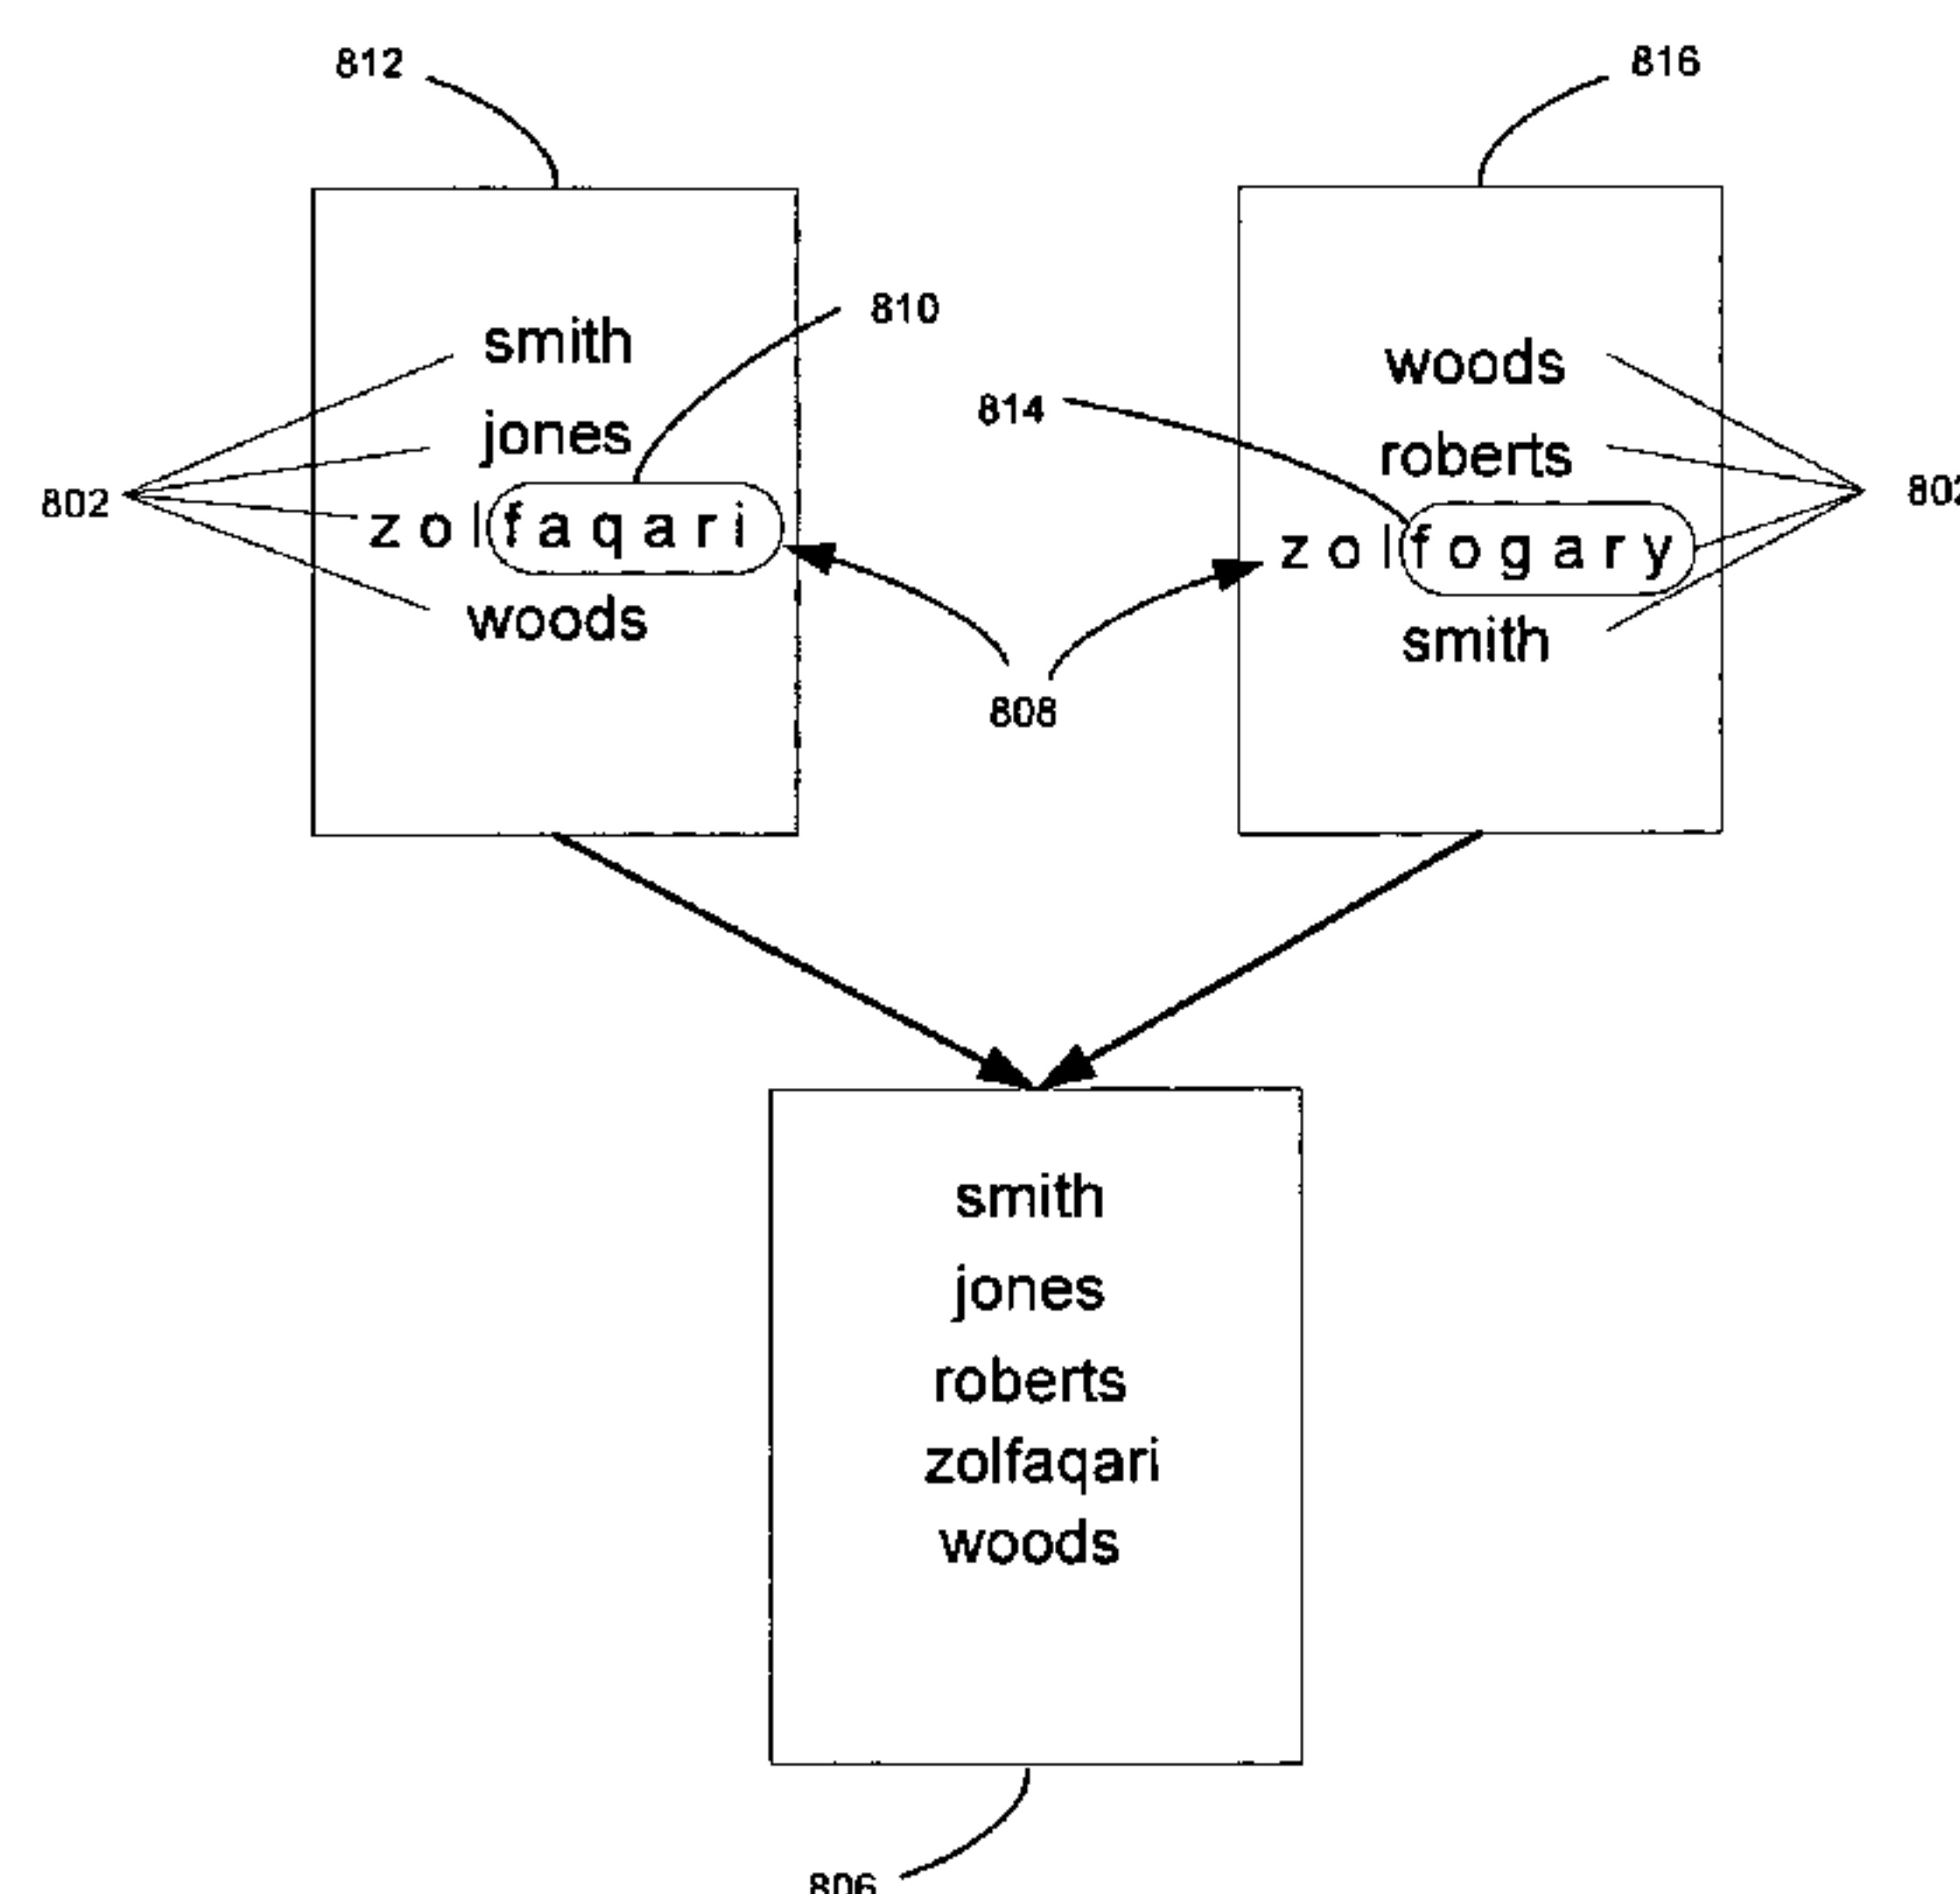 812
816
810
smith
jones
z o l f a q a r i
woods
802
814
woods
roberts
z o l f o g a r y
smith
808
smith
jones
roberts
zolfaqari
woods
806